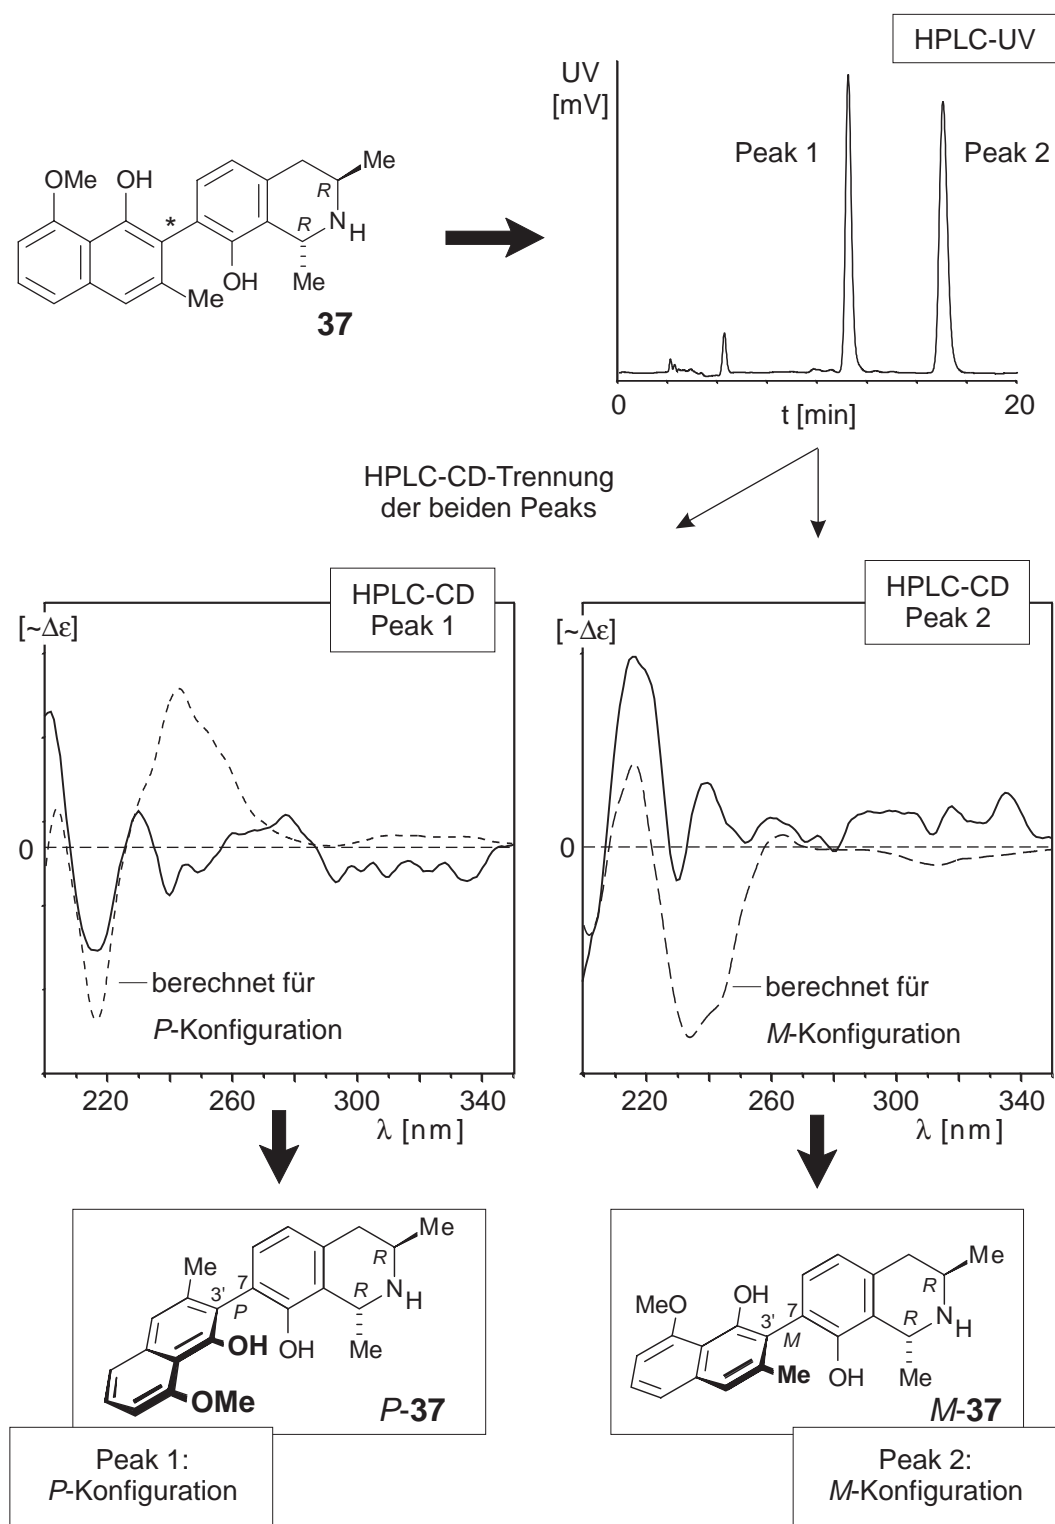 HPLC-UV
UV
[mV]
Peak 1
Peak 2
0
20
t [min]
OMe
OH
*
Me
R
N
H
R
OH
Me
Me
37
HPLC-CD-Trennung
der beiden Peaks
HPLC-CD
Peak 1
[~Δε]
0
berechnet für
P-Konfiguration
220
260
300
340
λ [nm]
HPLC-CD
Peak 2
[~Δε]
0
berechnet für
M-Konfiguration
220
260
300
340
λ [nm]
Me
Me
R
N
H
3'
7
P
R
OH
OH
Me
OMe
P-37
Peak 1:
P-Konfiguration
Me
R
N
H
MeO
OH
7
3'
M
R
Me
OH
Me
M-37
Peak 2:
M-Konfiguration